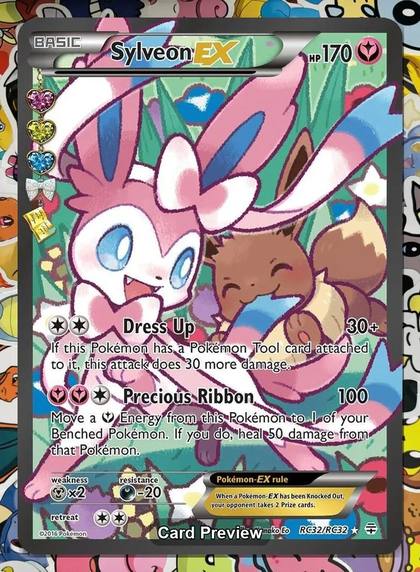 BASIC Sylveon EX HP170
Dress Up 30+
If this Pokémon has a Pokémon Tool card attached
to it, this attack does 30 more damage.
Precious Ribbon 100
Move a Energy from this Pokémon to 1 of your
Benched Pokémon. If you do, heal 50 damage from
that Pokémon.
weakness resistance
×2 -20
retreat
Pokémon-EX rule
When a Pokémon-EX has been Knocked Out,
your opponent takes 2 Prize cards.
©2016 Pokémon Card Preview Eo RC32/RC32